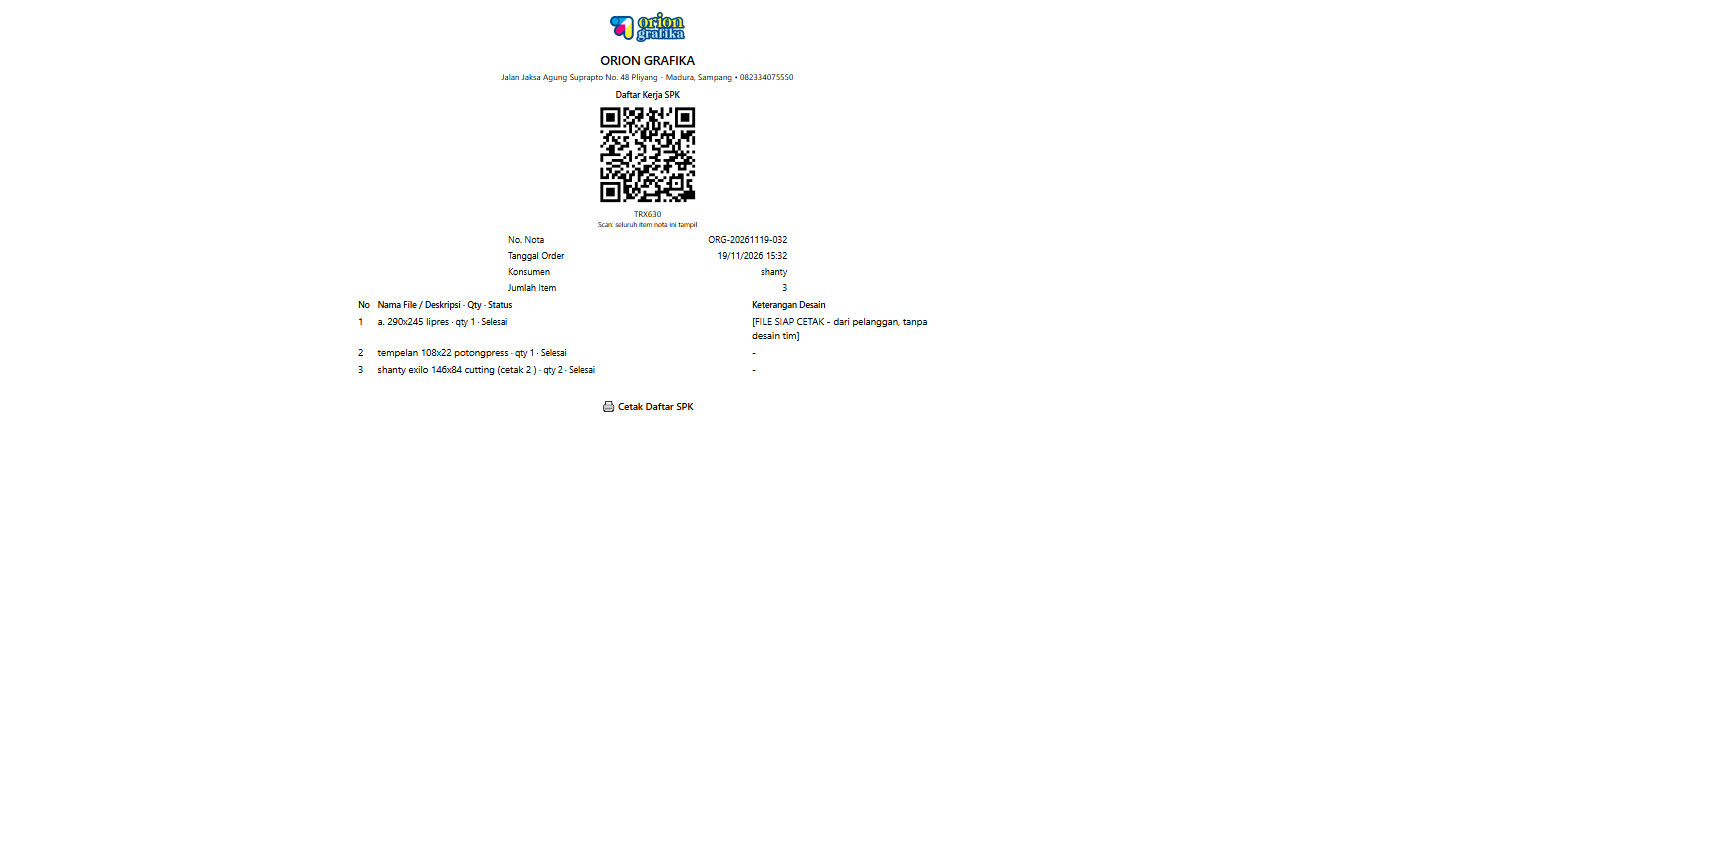 orion
grafika
ORION GRAFIKA
Jalan Jaksa Agung Suprapto No. 48 Pliyang - Madura, Sampang • 082334075550
Daftar Kerja SPK
TRX630
Scan: seluruh item nota ini tampil
No. Nota ORG-20261119-032
Tanggal Order 19/11/2026 15:32
Konsumen shanty
Jumlah Item 3
No Nama File / Deskripsi · Qty · Status Keterangan Desain
1 a. 290x245 lipres · qty 1 · Selesai [FILE SIAP CETAK - dari pelanggan, tanpa
desain tim]
2 tempelan 108x22 potongpress · qty 1 · Selesai -
3 shanty exilo 146x84 cutting (cetak 2 ) · qty 2 · Selesai -
Cetak Daftar SPK